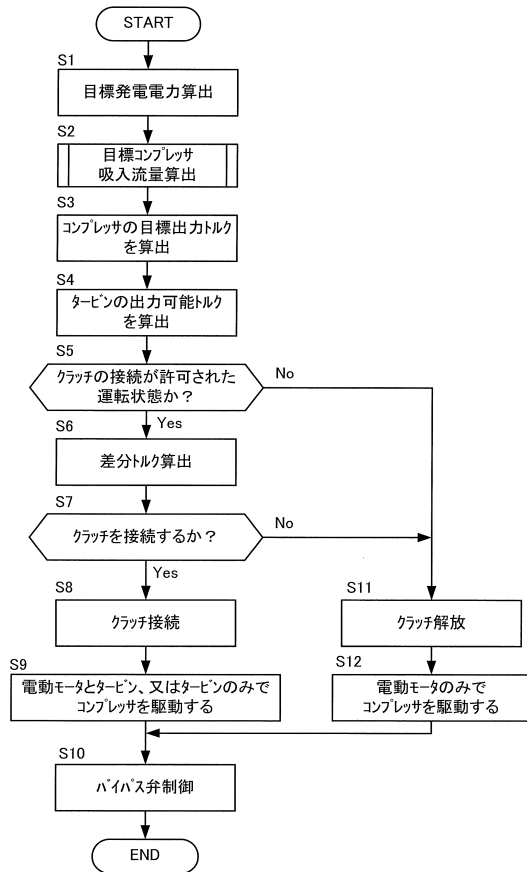 START
S1
目標発電電力算出
S2
目標コンプレッサ
吸入流量算出
S3
コンプレッサの目標出力トルク
を算出
S4
タービンの出力可能トルク
を算出
S5
クラッチの接続が許可された
運転状態か？
No
Yes
S6
差分トルク算出
S7
クラッチを接続するか？
No
Yes
S8
クラッチ接続
S11
クラッチ解放
S9
電動モータとタービン、又はタービンのみで
コンプレッサを駆動する
S12
電動モータのみで
コンプレッサを駆動する
S10
バイパス弁制御
END